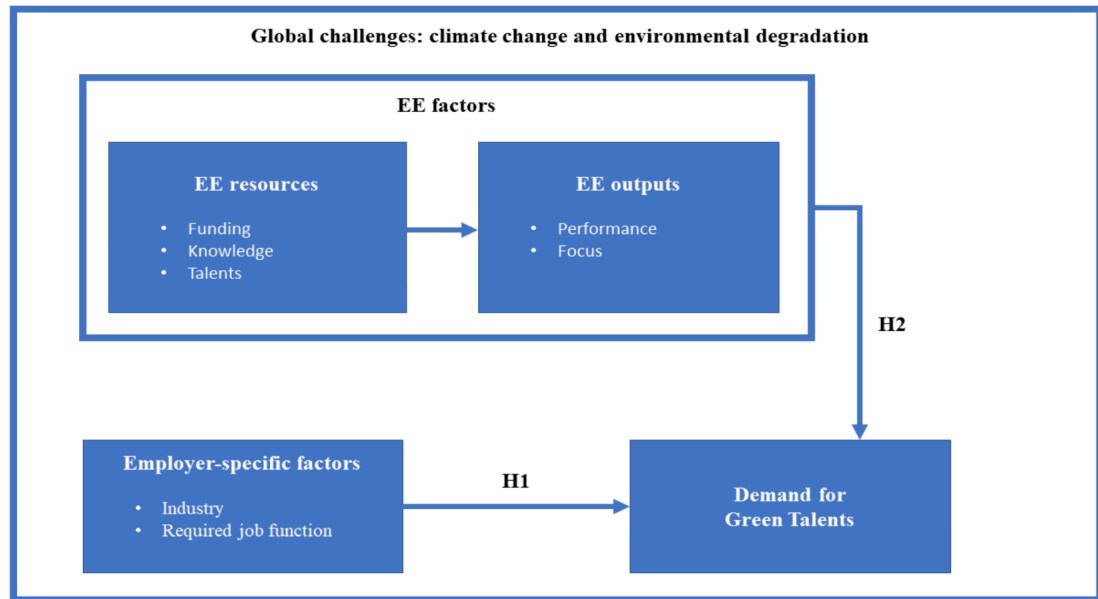 Global challenges: climate change and environmental degradation
EE factors
EE resources
• Funding
• Knowledge
• Talents
EE outputs
• Performance
• Focus
H2
Employer-specific factors
• Industry
• Required job function
H1
Demand for
Green Talents